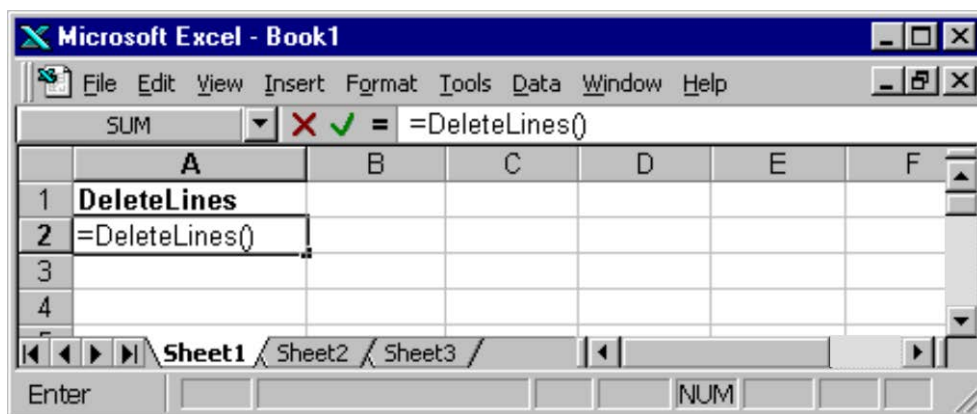 Microsoft Excel - Book1
File Edit View Insert Format Tools Data Window Help
SUM = =DeleteLines()
A B C D E F
1 DeleteLines
2 =DeleteLines()
3
4
Sheet1 Sheet2 Sheet3
Enter NUM